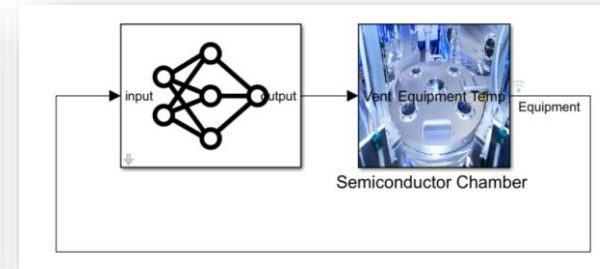 input
output
Vent
Equipment Temp
Equipment
Semiconductor Chamber